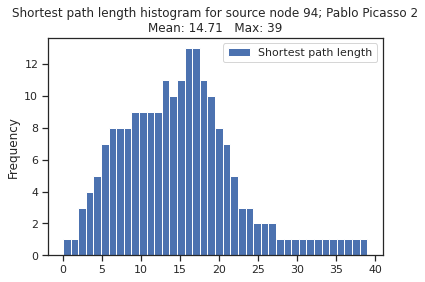 Shortest path length histogram for source node 94; Pablo Picasso 2
Mean: 14.71   Max: 39
Shortest path length
Frequency
12
10
8
6
4
2
0
0 5 10 15 20 25 30 35 40